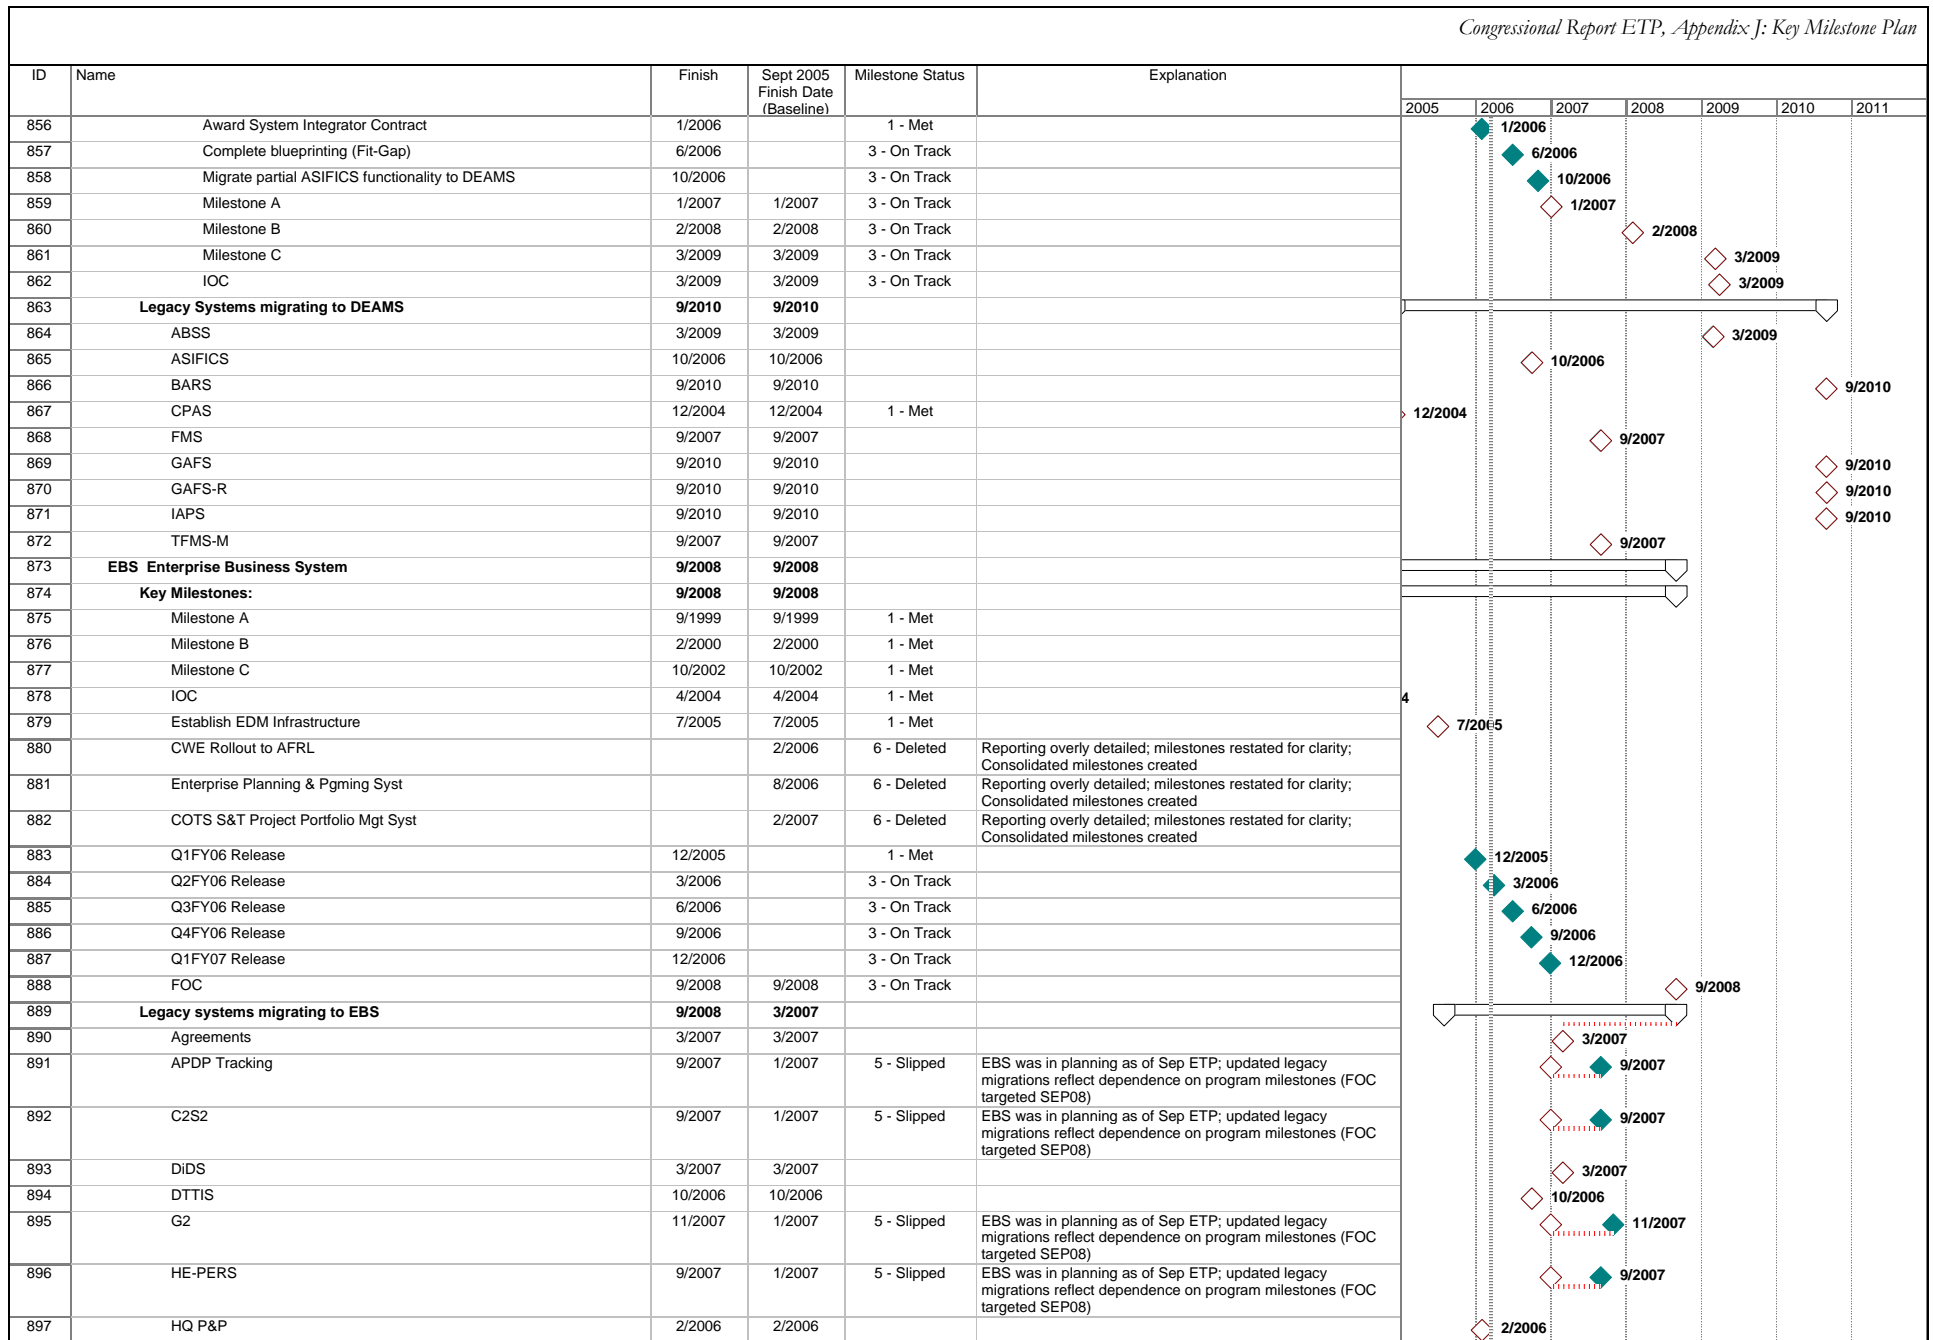 Congressional Report ETP, Appendix J: Key Milestone Plan
ID Name Finish Sept 2005 Finish Date (Baseline) Milestone Status Explanation 2005 2006 2007 2008 2009 2010 2011
856 Award System Integrator Contract 1/2006 1 - Met 1/2006
857 Complete blueprinting (Fit-Gap) 6/2006 3 - On Track 6/2006
858 Migrate partial ASIFICS functionality to DEAMS 10/2006 3 - On Track 10/2006
859 Milestone A 1/2007 1/2007 3 - On Track 1/2007
860 Milestone B 2/2008 2/2008 3 - On Track 2/2008
861 Milestone C 3/2009 3/2009 3 - On Track 3/2009
862 IOC 3/2009 3/2009 3 - On Track 3/2009
863 Legacy Systems migrating to DEAMS 9/2010 9/2010
864 ABSS 3/2009 3/2009 3/2009
865 ASIFICS 10/2006 10/2006 10/2006
866 BARS 9/2010 9/2010 9/2010
867 CPAS 12/2004 12/2004 1 - Met 12/2004
868 FMS 9/2007 9/2007 9/2007
869 GAFS 9/2010 9/2010 9/2010
870 GAFS-R 9/2010 9/2010 9/2010
871 IAPS 9/2010 9/2010 9/2010
872 TFMS-M 9/2007 9/2007 9/2007
873 EBS Enterprise Business System 9/2008 9/2008
874 Key Milestones: 9/2008 9/2008
875 Milestone A 9/1999 9/1999 1 - Met
876 Milestone B 2/2000 2/2000 1 - Met
877 Milestone C 10/2002 10/2002 1 - Met
878 IOC 4/2004 4/2004 1 - Met 4
879 Establish EDM Infrastructure 7/2005 7/2005 1 - Met 7/2005
880 CWE Rollout to AFRL 2/2006 6 - Deleted Reporting overly detailed; milestones restated for clarity;
Consolidated milestones created
881 Enterprise Planning & Pgming Syst 8/2006 6 - Deleted Reporting overly detailed; milestones restated for clarity;
Consolidated milestones created
882 COTS S&T Project Portfolio Mgt Syst 2/2007 6 - Deleted Reporting overly detailed; milestones restated for clarity;
Consolidated milestones created
883 Q1FY06 Release 12/2005 1 - Met 12/2005
884 Q2FY06 Release 3/2006 3 - On Track 3/2006
885 Q3FY06 Release 6/2006 3 - On Track 6/2006
886 Q4FY06 Release 9/2006 3 - On Track 9/2006
887 Q1FY07 Release 12/2006 3 - On Track 12/2006
888 FOC 9/2008 9/2008 3 - On Track 9/2008
889 Legacy systems migrating to EBS 9/2008 3/2007
890 Agreements 3/2007 3/2007 3/2007
891 APDP Tracking 9/2007 1/2007 5 - Slipped EBS was in planning as of Sep ETP; updated legacy 9/2007
migrations reflect dependence on program milestones (FOC
targeted SEP08)
892 C2S2 9/2007 1/2007 5 - Slipped EBS was in planning as of Sep ETP; updated legacy 9/2007
migrations reflect dependence on program milestones (FOC
targeted SEP08)
893 DiDS 3/2007 3/2007 3/2007
894 DTTIS 10/2006 10/2006 10/2006
895 G2 11/2007 1/2007 5 - Slipped EBS was in planning as of Sep ETP; updated legacy 11/2007
migrations reflect dependence on program milestones (FOC
targeted SEP08)
896 HE-PERS 9/2007 1/2007 5 - Slipped EBS was in planning as of Sep ETP; updated legacy 9/2007
migrations reflect dependence on program milestones (FOC
targeted SEP08)
897 HQ P&P 2/2006 2/2006 2/2006